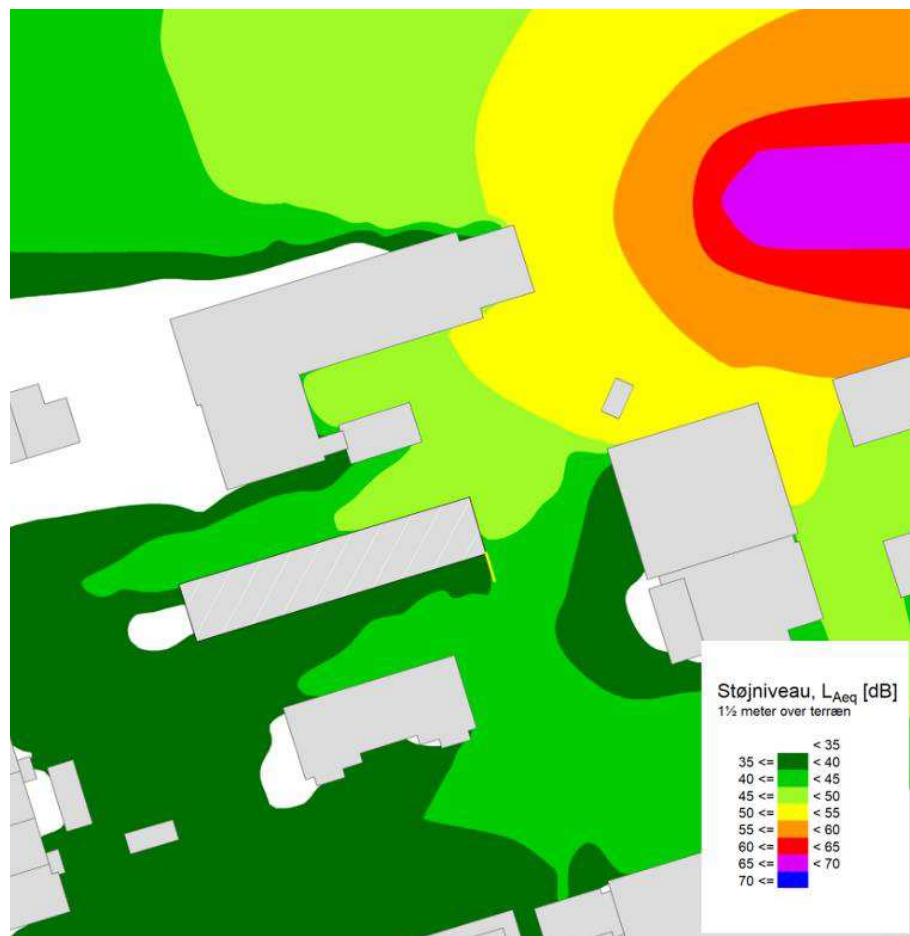 Støjniveau, LAeq [dB]
1½ meter over terræn
< 35
35 <= < 40
40 <= < 45
45 <= < 50
50 <= < 55
55 <= < 60
60 <= < 65
65 <= < 70
70 <=